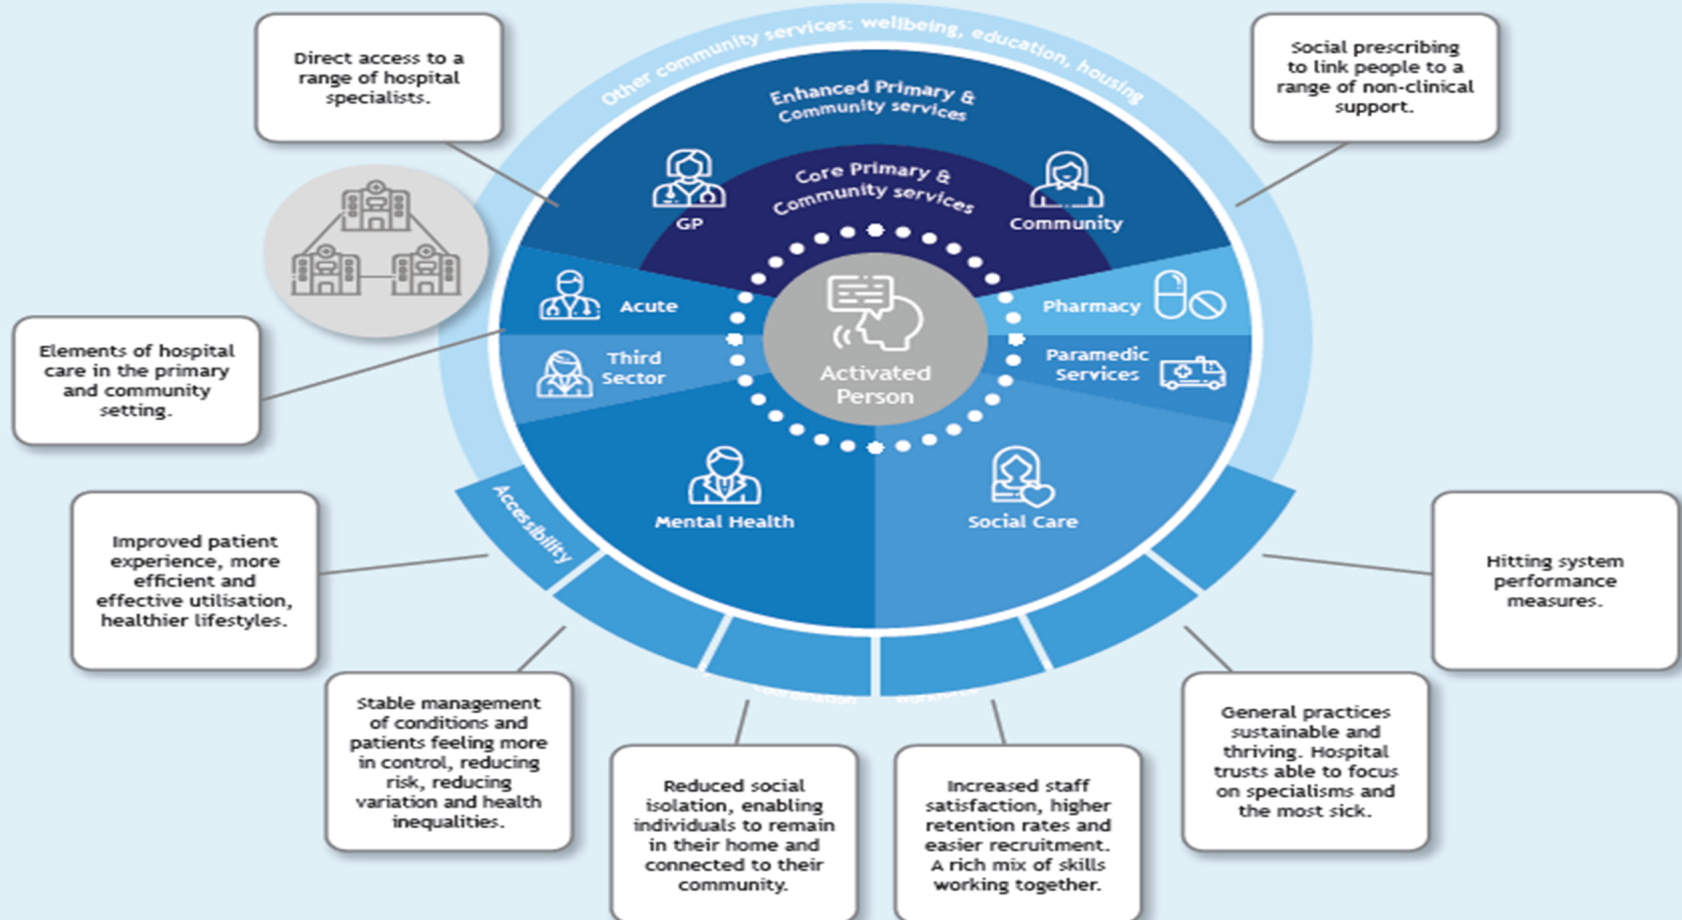 Other community services: wellbeing, education, housing
Direct access to a
range of hospital
specialists.
Social prescribing
to link people to a
range of non-clinical
support.
Enhanced Primary &
Community services
Core Primary &
Community services
GP
Community
Acute
Pharmacy
Third
Sector
Paramedic
Services
Activated
Person
Mental Health
Social Care
Elements of hospital
care in the primary
and community
setting.
Accessibility
Improved patient
experience, more
efficient and
effective utilisation,
healthier lifestyles.
Stable management
of conditions and
patients feeling more
in control, reducing
risk, reducing
variation and health
inequalities.
Reduced social
isolation, enabling
individuals to remain
in their home and
connected to their
community.
Increased staff
satisfaction, higher
retention rates and
easier recruitment.
A rich mix of skills
working together.
General practices
sustainable and
thriving. Hospital
trusts able to focus
on specialisms and
the most sick.
Hitting system
performance
measures.